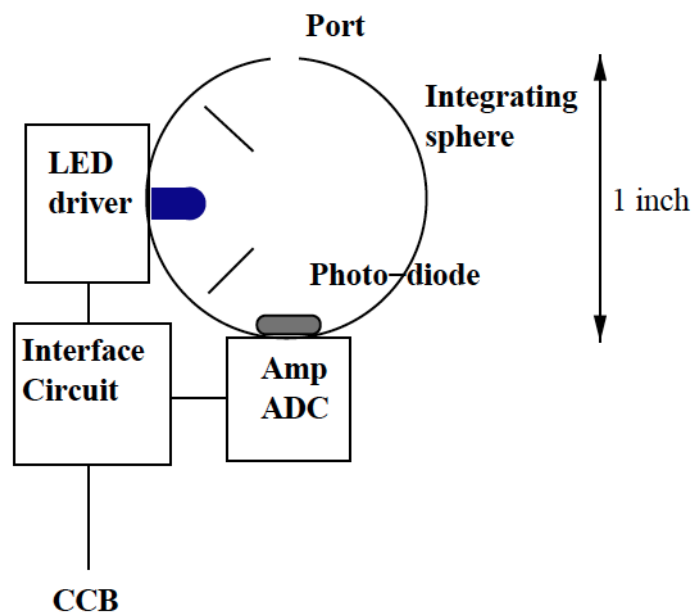 Port
Integrating
sphere
LED
driver
1 inch
Photo-diode
Interface
Circuit
Amp
ADC
CCB